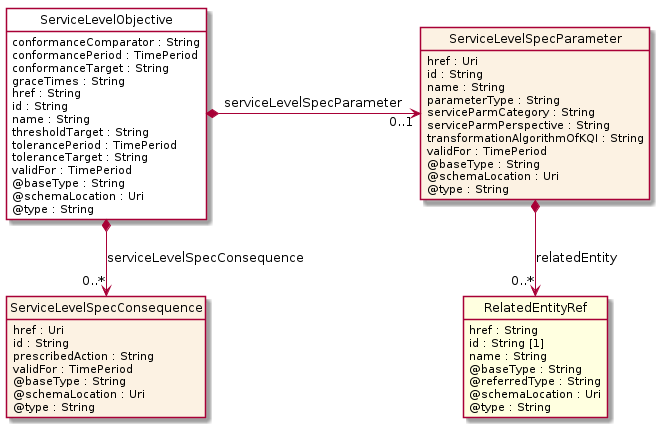 ServiceLevelObjective
conformanceComparator : String
conformancePeriod : TimePeriod
conformanceTarget : String
graceTimes : String
href : String
id : String
name : String
thresholdTarget : String
tolerancePeriod : TimePeriod
toleranceTarget : String
validFor : TimePeriod
@baseType : String
@schemaLocation : Uri
@type : String
serviceLevelSpecParameter
0..1
ServiceLevelSpecParameter
href : Uri
id : String
name : String
parameterType : String
serviceParmCategory : String
serviceParmPerspective : String
transformationAlgorithmOfKQI : String
validFor : TimePeriod
@baseType : String
@schemaLocation : Uri
@type : String
serviceLevelSpecConsequence
0..*
relatedEntity
0..*
ServiceLevelSpecConsequence
href : Uri
id : String
prescribedAction : String
validFor : TimePeriod
@baseType : String
@schemaLocation : Uri
@type : String
RelatedEntityRef
href : String
id : String [1]
name : String
@baseType : String
@referredType : String
@schemaLocation : Uri
@type : String